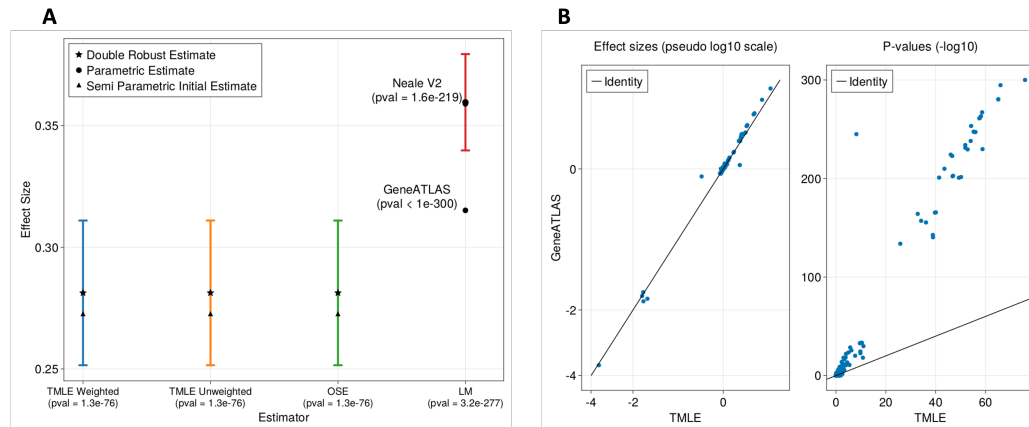 A
Double Robust Estimate
Parametric Estimate
Semi Parametric Initial Estimate
Neale V2
(pval = 1.6e-219)
GeneATLAS
(pval < 1e-300)
0.35
0.30
0.25
Effect Size
TMLE Weighted
(pval = 1.3e-76)
TMLE Unweighted
(pval = 1.3e-76)
OSE
(pval = 1.3e-76)
LM
(pval = 3.2e-277)
Estimator
B
Effect sizes (pseudo log10 scale)
Identity
0
-2
-4
GeneATLAS
-4 -2 0
TMLE
P-values (-log10)
Identity
300
200
100
0
0 20 40 60
TMLE